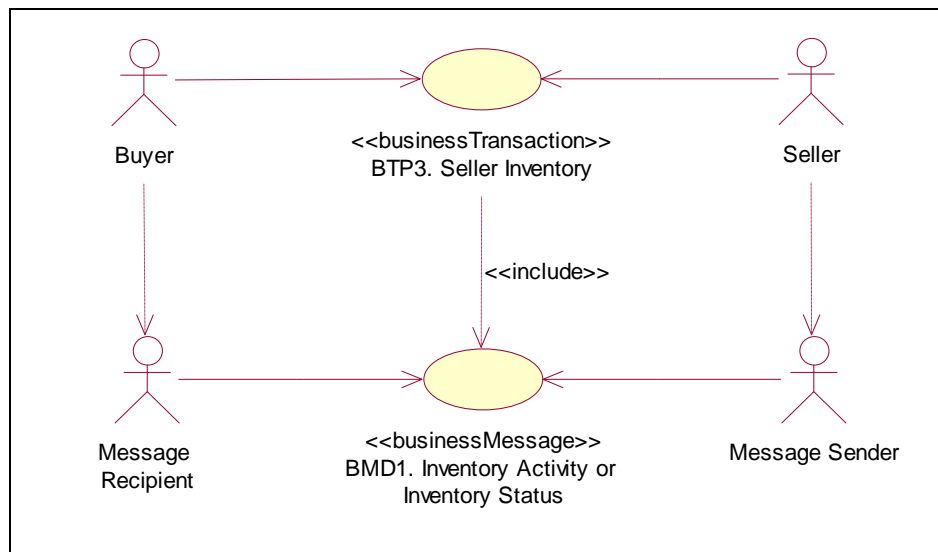 Buyer
<<businessTransaction>>
BTP3. Seller Inventory
Seller
<<include>>
Message
Recipient
<<businessMessage>>
BMD1. Inventory Activity or
Inventory Status
Message Sender